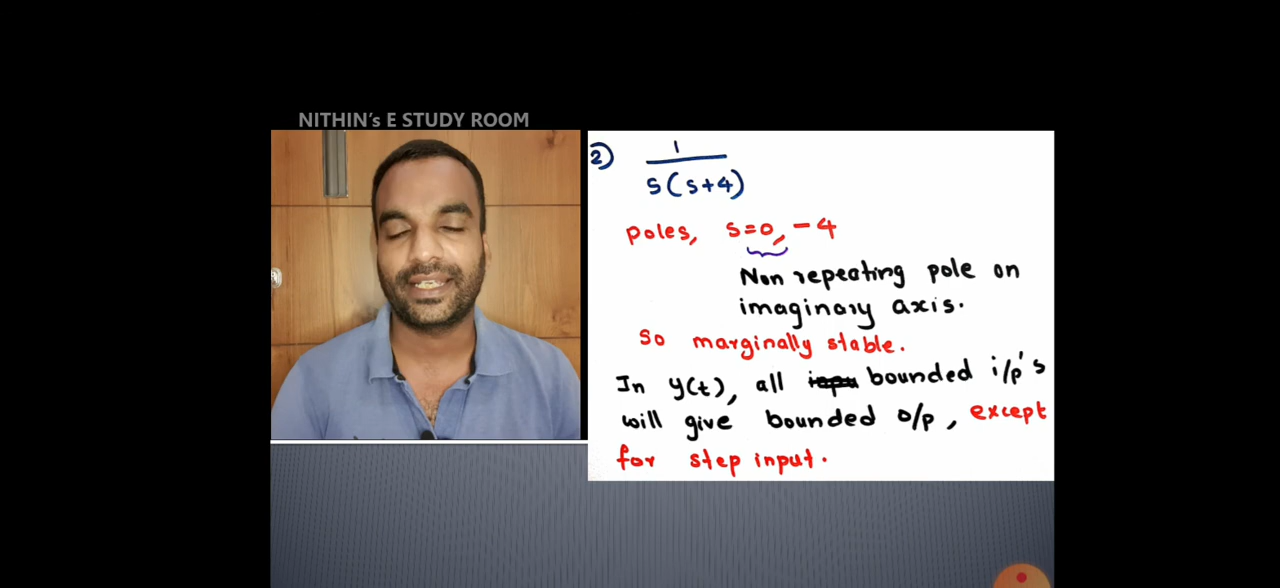 NITHIN's E STUDY ROOM
2) 1
s(s+4)
poles, s=0, -4
Non repeating pole on
imaginary axis.
So marginally stable.
In y(t), all bounded i/p's
will give bounded o/p, except
for step input.